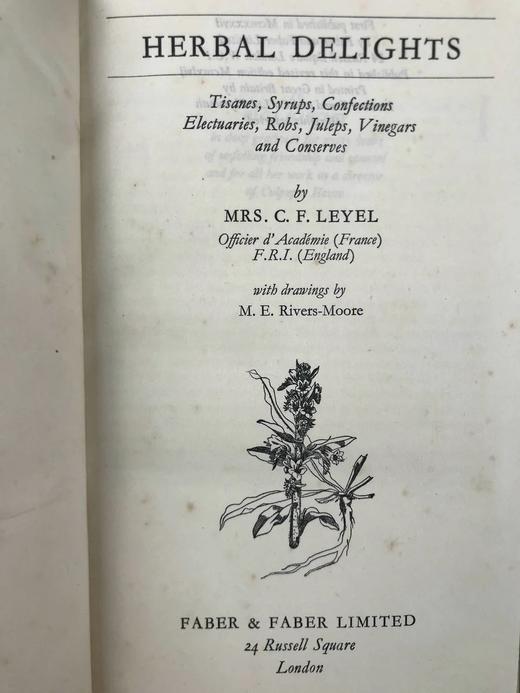 HERBAL DELIGHTS
Tisanes, Syrups, Confections
Electuaries, Robs, Juleps, Vinegars
and Conserves
by
MRS. C. F. LEYEL
Officier d'Académie (France)
F.R.I. (England)
with drawings by
M. E. Rivers-Moore
FABER & FABER LIMITED
24 Russell Square
London